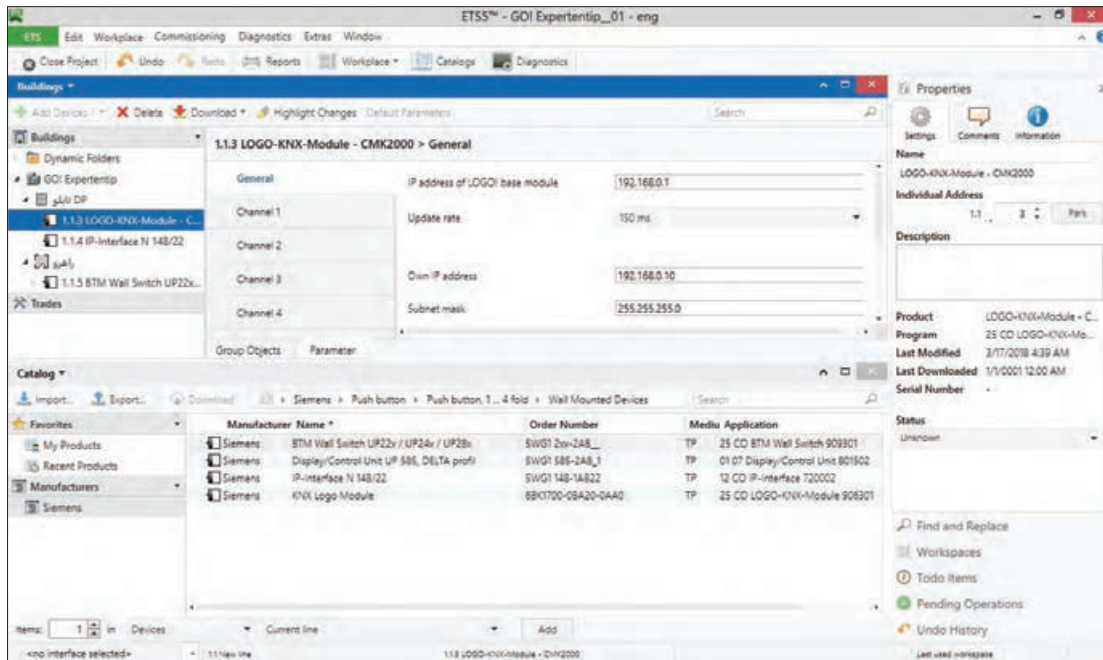 ETS5™ - GO! Expertentip__01 - eng
ETS Edit Workplace Commissioning Diagnostics Extras Window
Close Project Undo Redo Reports Workplace Catalogs Diagnostics
Buildings
Add Devices Delete Download Highlight Changes Default Parameters Search
Buildings
Dynamic Folders
GO! Expertentip
تابلو DP
1.1.3 LOGO-KNX-Module - C...
1.1.4 IP-Interface N 148/22
راهرو
1.1.5 BTM Wall Switch UP22x...
Trades
1.1.3 LOGO-KNX-Module - CMK2000 > General
General
Channel 1
Channel 2
Channel 3
Channel 4
IP address of LOGO! base module 192.168.0.1
Update rate 150 ms
Own IP address 192.168.0.10
Subnet mask 255.255.255.0
Group Objects Parameter
Catalog
Import... Export... Download Siemens Push button Push button, 1... 4 fold Wall Mounted Devices Search
Favorites
My Products
Recent Products
Manufacturers
Siemens
Manufacturer Name Order Number Mediu Application
Siemens BTM Wall Switch UP22x / UP24x / UP28x 5WG1 2xx-2AB__ TP 25 CO BTM Wall Switch 909301
Siemens Display/Control Unit UP 585, DELTA profil 5WG1 585-2AB_1 TP 01 07 Display/Control Unit 801502
Siemens IP-Interface N 148/22 5WG1 148-1AB22 TP 12 CO IP-Interface 720002
Siemens KNX Logo Module 6BK1700-0BA20-0AA0 TP 25 CO LOGO-KNX-Module 908301
Items: 1 in Devices Current line Add
<no interface selected> 1.1 New line 1.1.3 LOGO-KNX-Module - CMK2000
Properties
Settings Comments Information
Name
LOGO-KNX-Module - CMK2000
Individual Address
1.1 . 3 Park
Description
Product LOGO-KNX-Module - C...
Program 25 CO LOGO-KNX-Mo...
Last Modified 3/17/2018 4:39 AM
Last Downloaded 1/1/0001 12:00 AM
Serial Number -
Status
Unknown
Find and Replace
Workspaces
Todo Items
Pending Operations
Undo History
Last used workspace